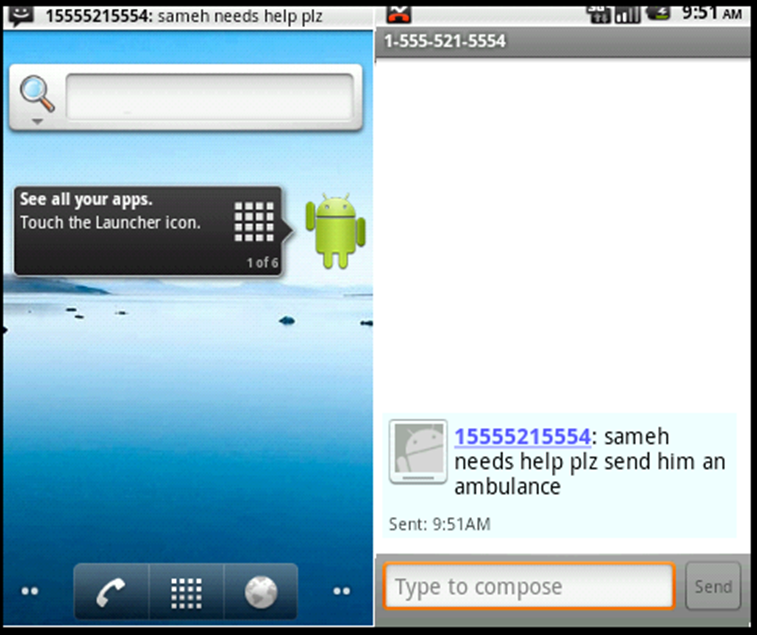 15555215554: sameh needs help plz
See all your apps.
Touch the Launcher icon.
1 of 6
3G
9:51 AM
1-555-521-5554
15555215554: sameh
needs help plz send him an
ambulance
Sent: 9:51AM
Type to compose
Send